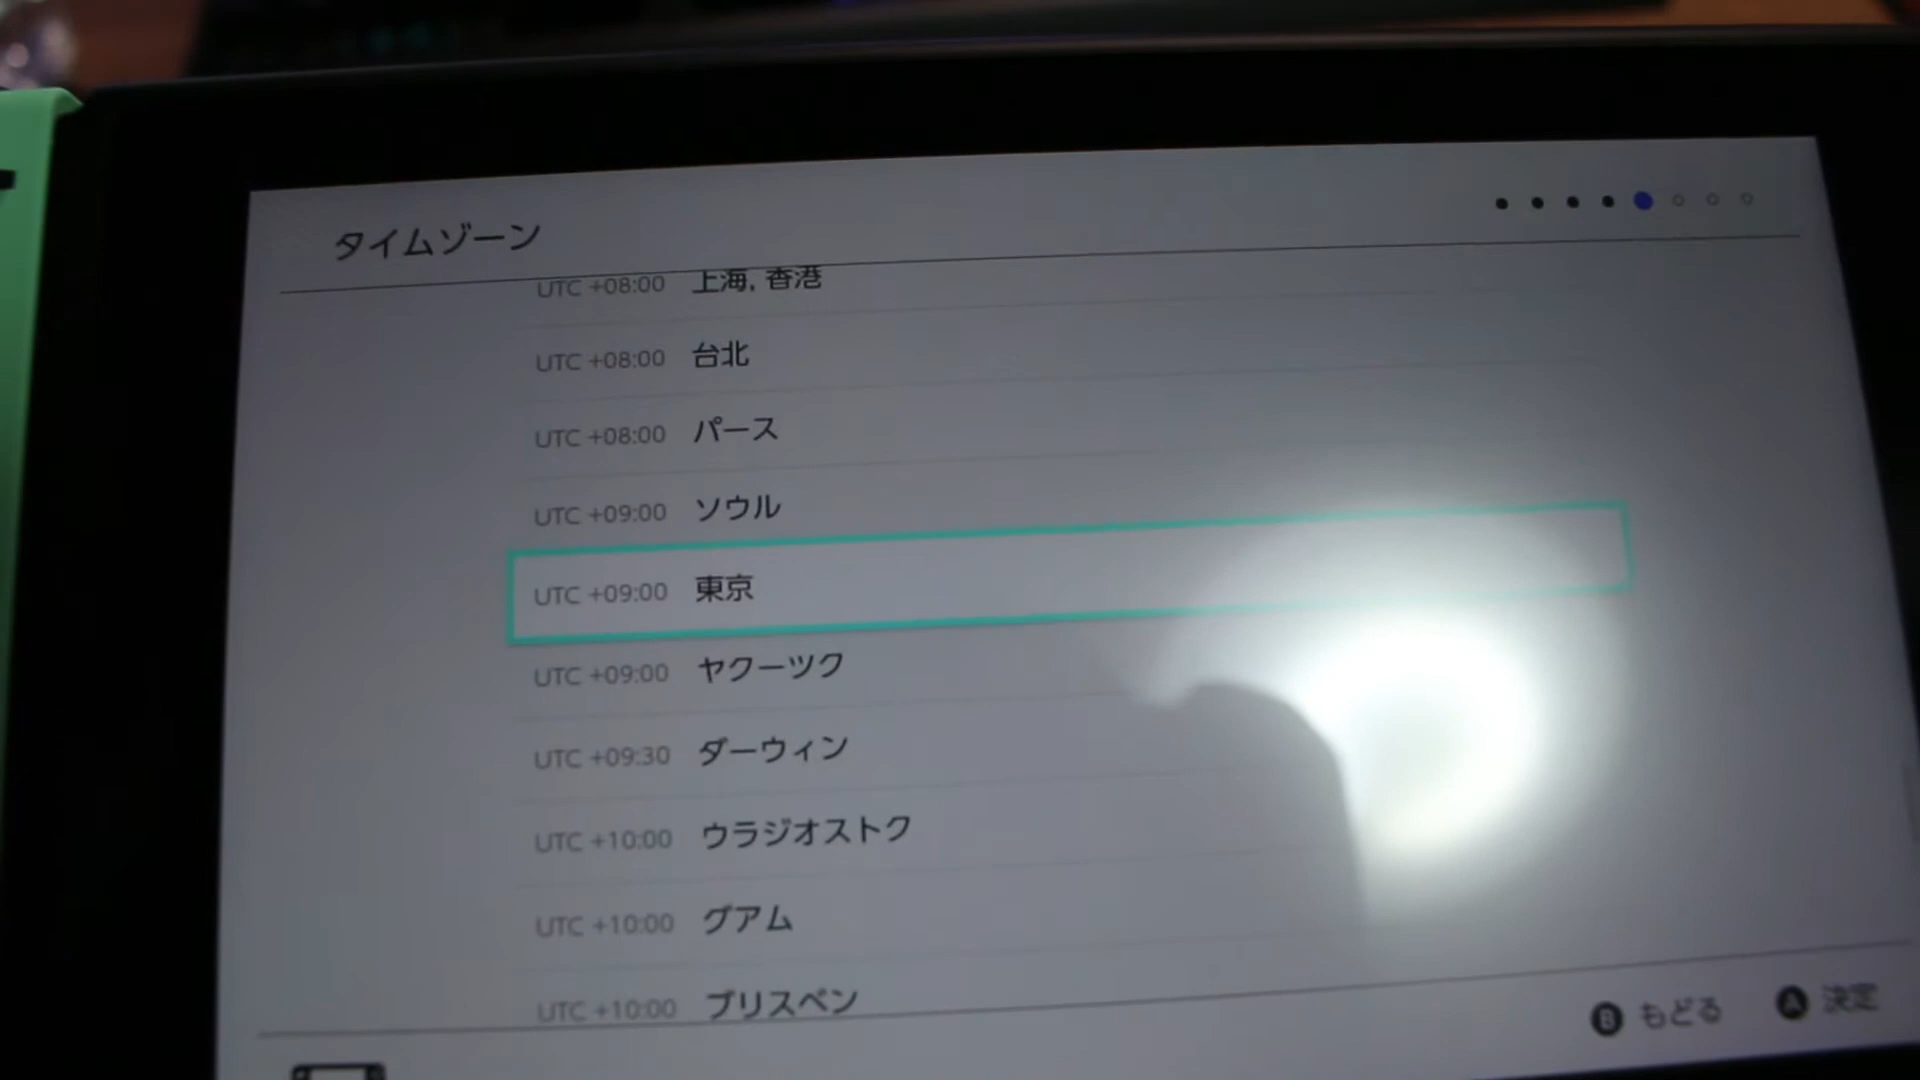 タイムゾーン
UTC +08:00 上海, 香港
UTC +08:00 台北
UTC +08:00 パース
UTC +09:00 ソウル
UTC +09:00 東京
UTC +09:00 ヤクーツク
UTC +09:30 ダーウィン
UTC +10:00 ウラジオストク
UTC +10:00 グアム
UTC +10:00 ブリスベン
B もどる A 決定